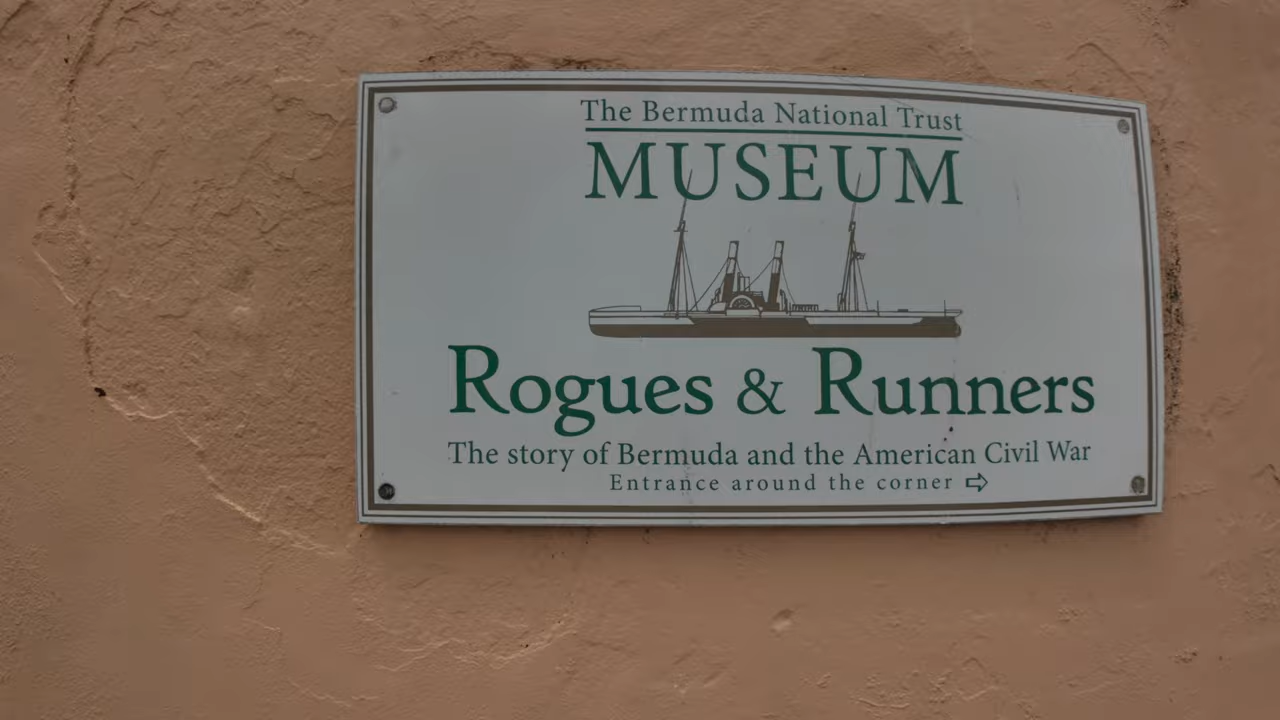 The Bermuda National Trust
MUSEUM
Rogues & Runners
The story of Bermuda and the American Civil War
Entrance around the corner ⇨